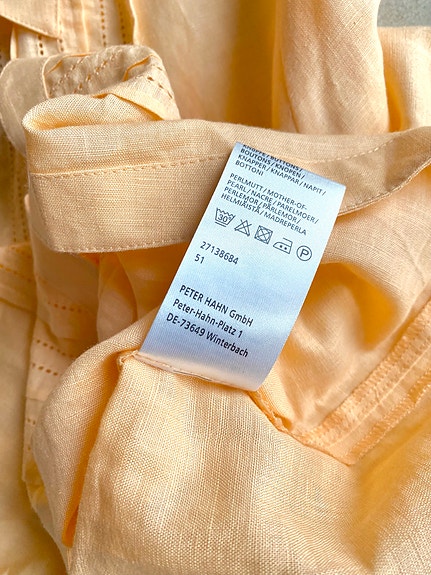 KNÖPFE / BUTTONS /
BOUTONS / KNOPEN /
KNAPPER / KNAPPAR / NAPIT /
BOTTONI
PERLMUTT / MOTHER-OF-
PEARL / NACRE / PARELMOER /
PERLEMOR / PÄRLEMOR /
HELMIÄISTÄ / MADREPERLA
30
P
27138684
51
PETER HAHN GmbH
Peter-Hahn-Platz 1
DE-73649 Winterbach